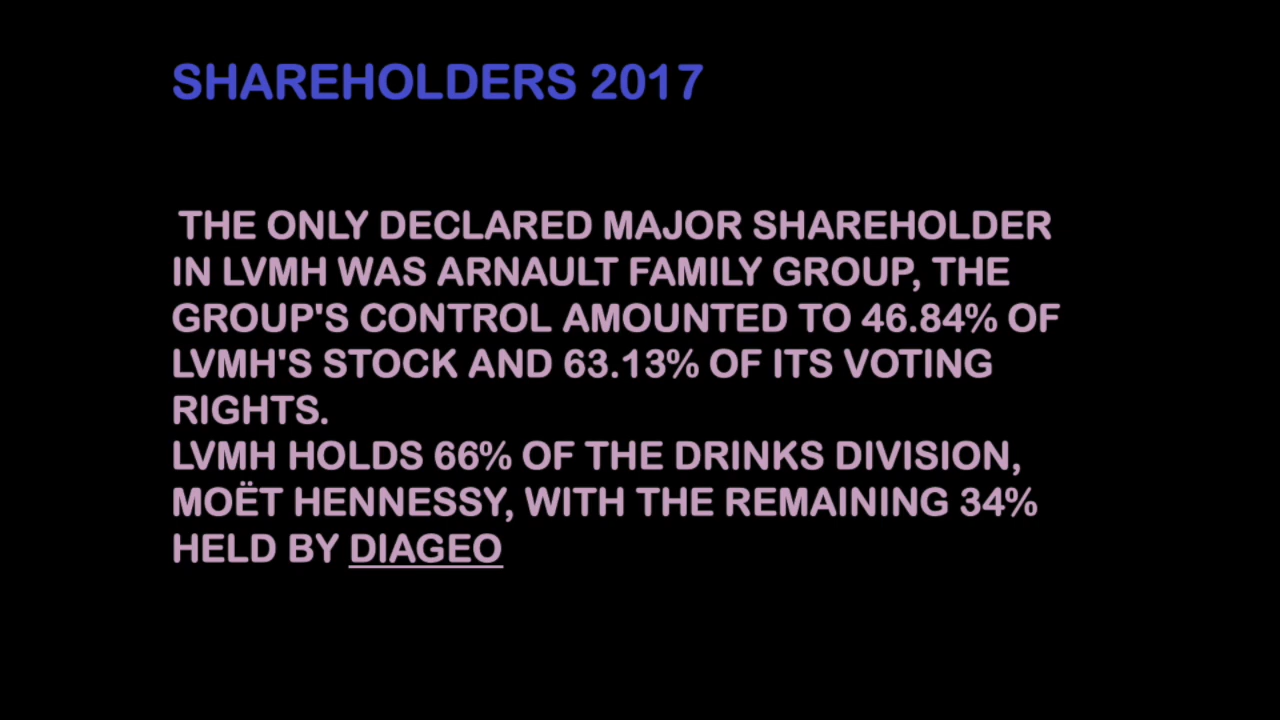 SHAREHOLDERS 2017
THE ONLY DECLARED MAJOR SHAREHOLDER
IN LVMH WAS ARNAULT FAMILY GROUP, THE
GROUP'S CONTROL AMOUNTED TO 46.84% OF
LVMH'S STOCK AND 63.13% OF ITS VOTING
RIGHTS.
LVMH HOLDS 66% OF THE DRINKS DIVISION,
MOËT HENNESSY, WITH THE REMAINING 34%
HELD BY DIAGEO